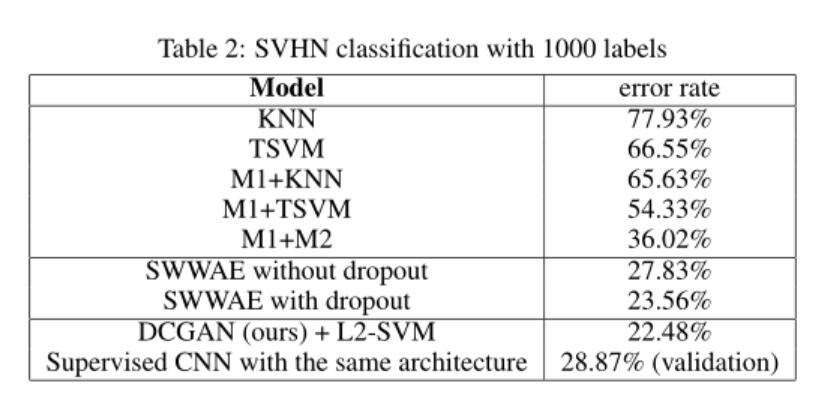 Table 2: SVHN classification with 1000 labels
Model error rate
KNN 77.93%
TSVM 66.55%
M1+KNN 65.63%
M1+TSVM 54.33%
M1+M2 36.02%
SWWAE without dropout 27.83%
SWWAE with dropout 23.56%
DCGAN (ours) + L2-SVM 22.48%
Supervised CNN with the same architecture 28.87% (validation)